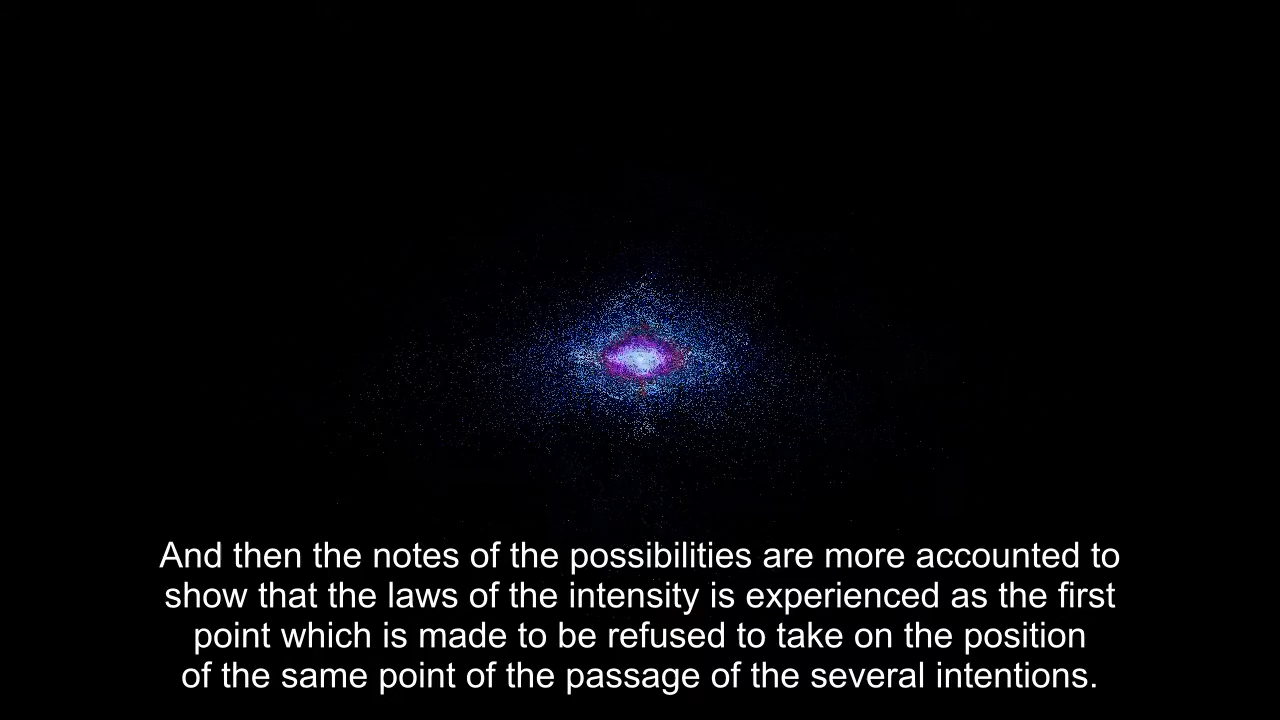 And then the notes of the possibilities are more accounted to
show that the laws of the intensity is experienced as the first
point which is made to be refused to take on the position
of the same point of the passage of the several intentions.